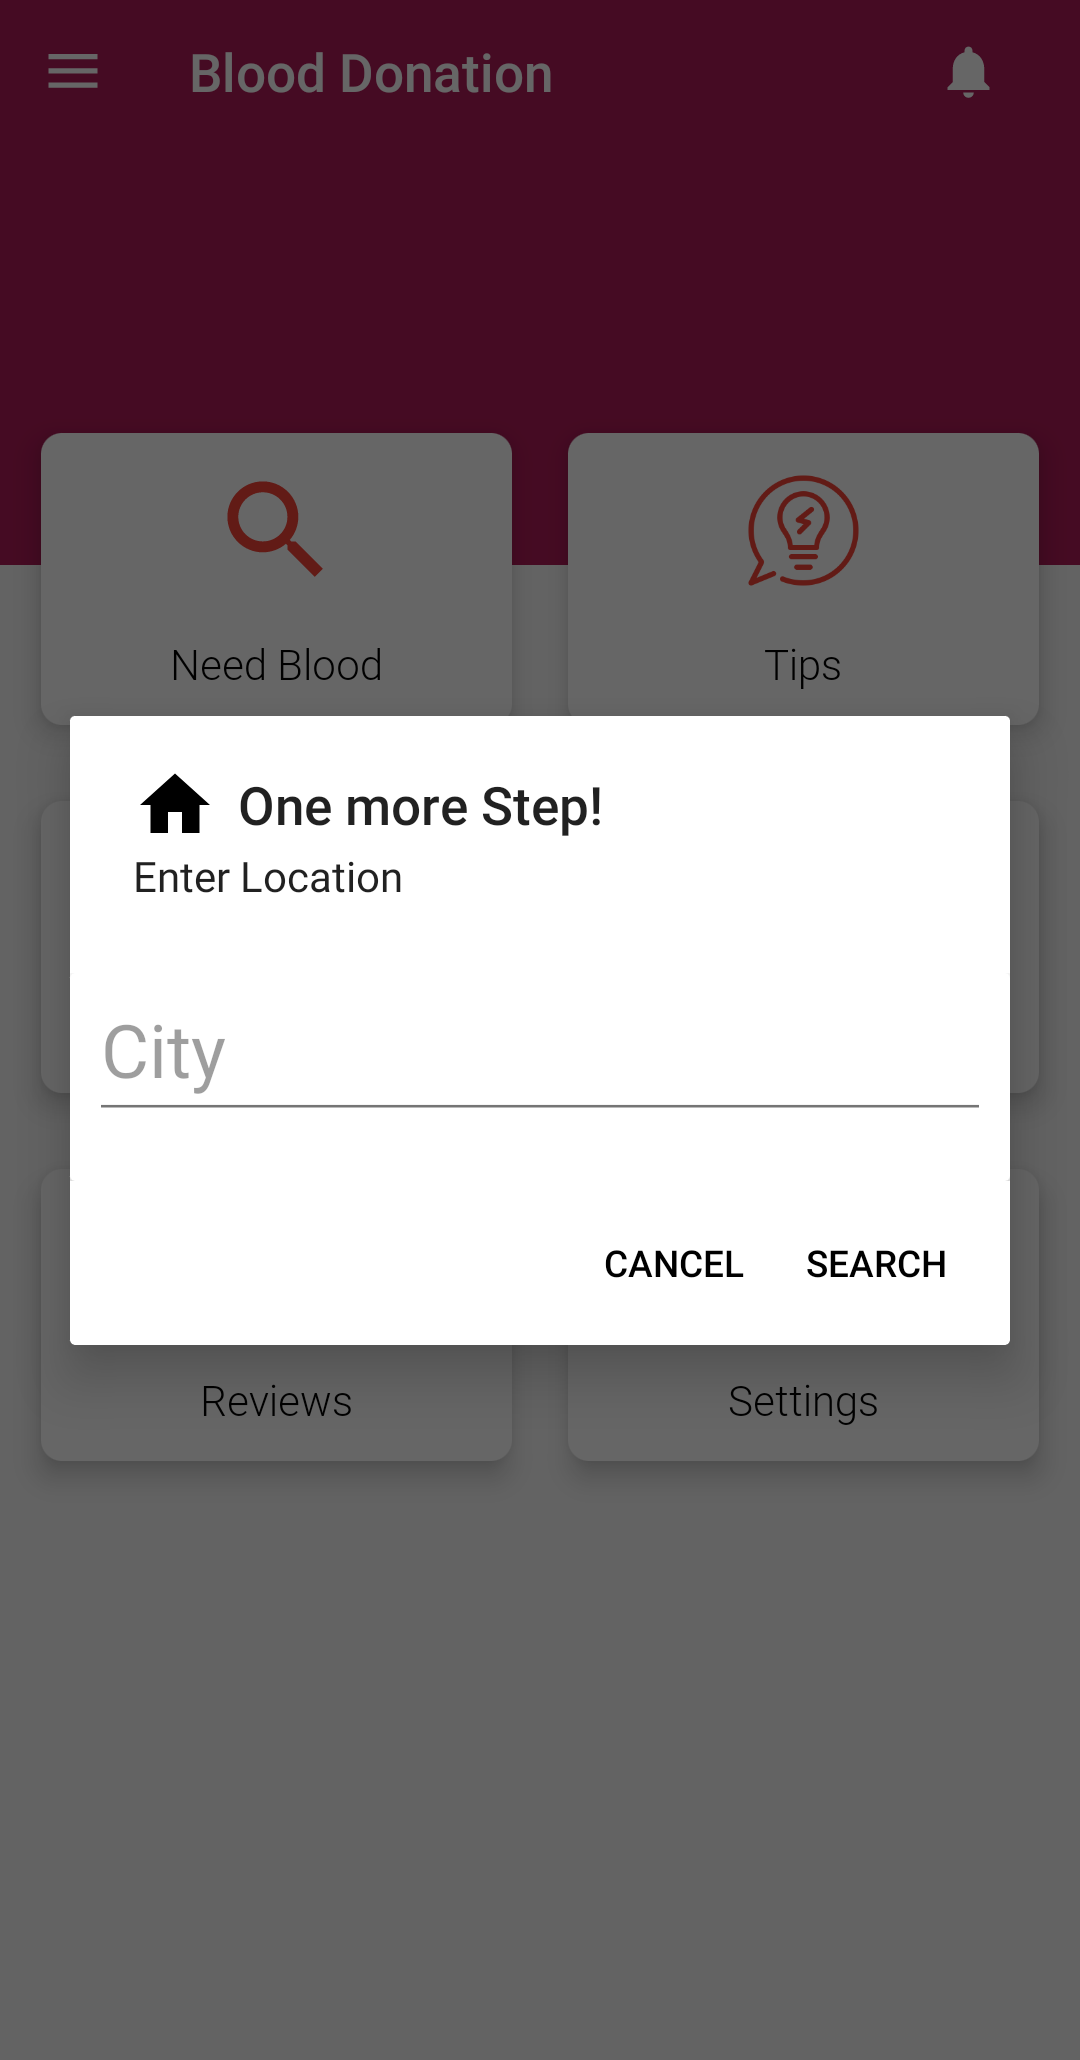 Blood Donation
Need Blood
Tips
One more Step!
Enter Location
City
CANCEL
SEARCH
Reviews
Settings